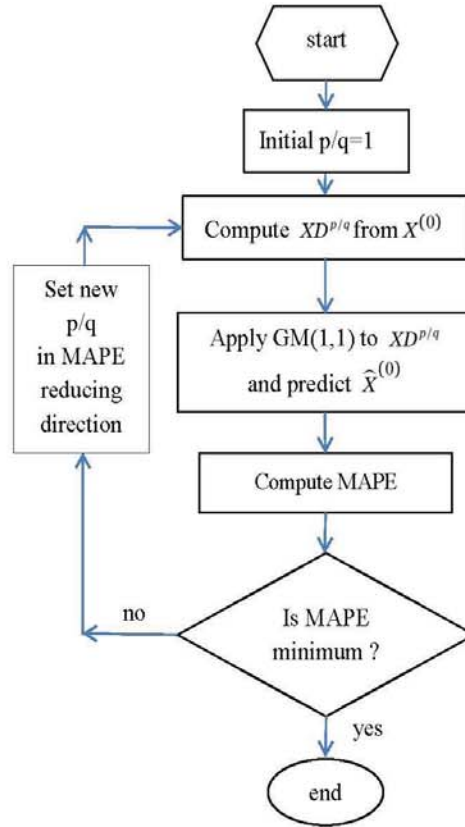 start
Initial p/q=1
Compute XD^{p/q} from X^{(0)}
Set new
p/q
in MAPE
reducing
direction
Apply GM(1,1) to XD^{p/q}
and predict X̂^{(0)}
Compute MAPE
Is MAPE
minimum ?
no
yes
end